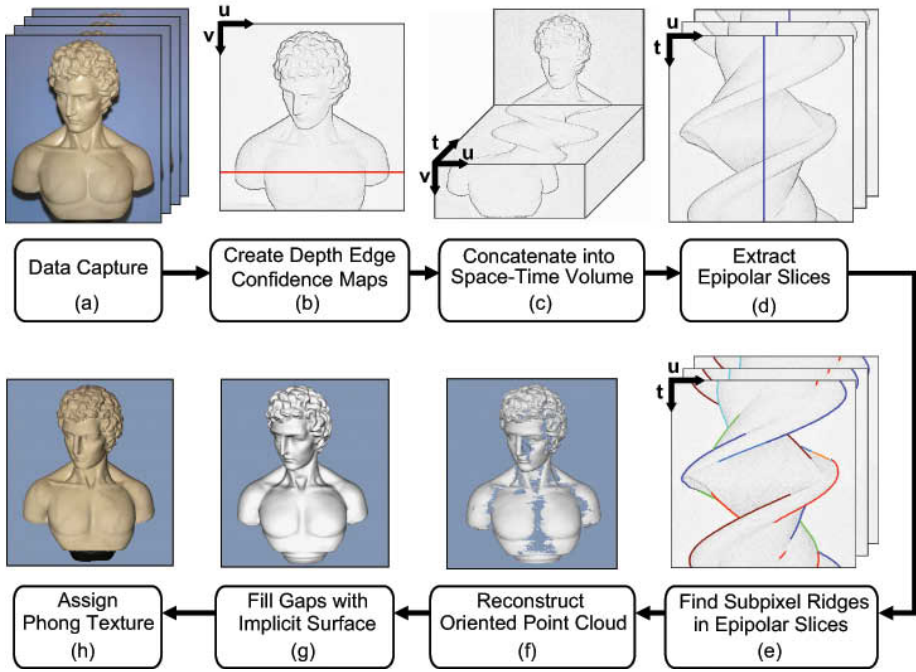 u
v
t
u
v
u
t
Data Capture
(a)
Create Depth Edge
Confidence Maps
(b)
Concatenate into
Space-Time Volume
(c)
Extract
Epipolar Slices
(d)
u
t
Assign
Phong Texture
(h)
Fill Gaps with
Implicit Surface
(g)
Reconstruct
Oriented Point Cloud
(f)
Find Subpixel Ridges
in Epipolar Slices
(e)